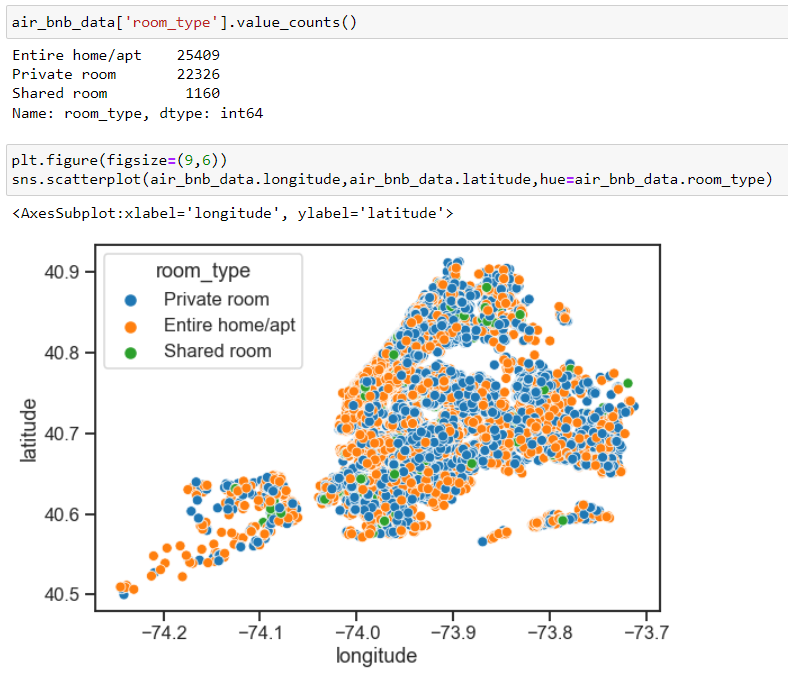 air_bnb_data['room_type'].value_counts()
Entire home/apt    25409
Private room       22326
Shared room         1160
Name: room_type, dtype: int64
plt.figure(figsize=(9,6))
sns.scatterplot(air_bnb_data.longitude,air_bnb_data.latitude,hue=air_bnb_data.room_type)
<AxesSubplot:xlabel='longitude', ylabel='latitude'>
room_type
Private room
Entire home/apt
Shared room
40.9
40.8
40.7
40.6
40.5
latitude
−74.2 −74.1 −74.0 −73.9 −73.8 −73.7
longitude